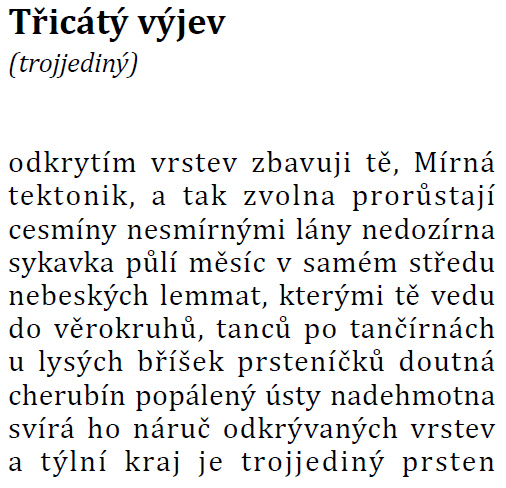 Třicátý výjev
(trojjediný)
odkrytím vrstev zbavuji tě, Mírná
tektonik, a tak zvolna prorůstají
cesmíny nesmírnými lány nedozírna
sykavka půlí měsíc v samém středu
nebeských lemmat, kterými tě vedu
do věrokruhů, tanců po tančírnách
u lysých bříšek prsteníčků doutná
cherubín popálený ústy nadehmotna
svírá ho náruč odkrývaných vrstev
a týlní kraj je trojjediný prsten